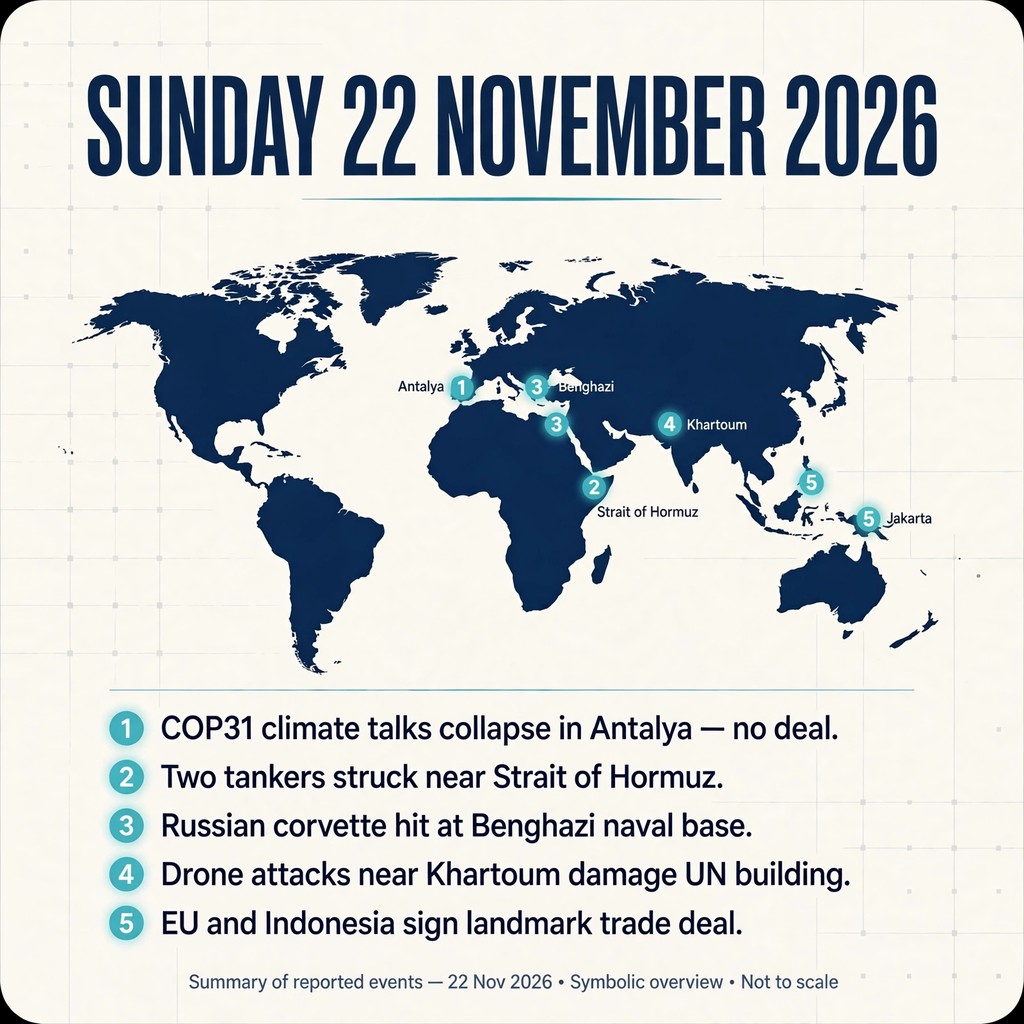 SUNDAY 22 NOVEMBER 2026
Antalya 1
3 Benghazi
3
4 Khartoum
2
Strait of Hormuz
5
5 Jakarta
1 COP31 climate talks collapse in Antalya — no deal.
2 Two tankers struck near Strait of Hormuz.
3 Russian corvette hit at Benghazi naval base.
4 Drone attacks near Khartoum damage UN building.
5 EU and Indonesia sign landmark trade deal.
Summary of reported events — 22 Nov 2026 • Symbolic overview • Not to scale